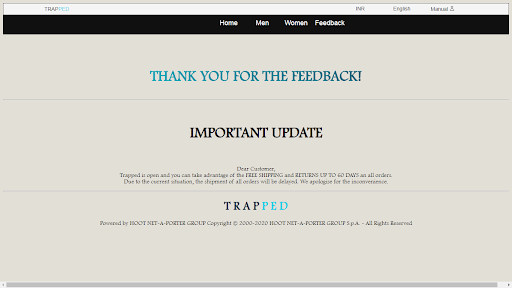 TRAPPED INR English Manual
Home Men Women Feedback
THANK YOU FOR THE FEEDBACK!
IMPORTANT UPDATE
Dear Customer,
Trapped is open and you can take advantage of the FREE SHIPPING and RETURNS UP TO 60 DAYS an all orders.
Due to the current situation, the shipment of all orders will be delayed. We apologise for the inconvenience.
TRAPPED
Powered by HOOT NET-A-PORTER GROUP Copyright © 2000-2020 HOOT NET-A-PORTER GROUP S.p.A. - All Rights Reserved